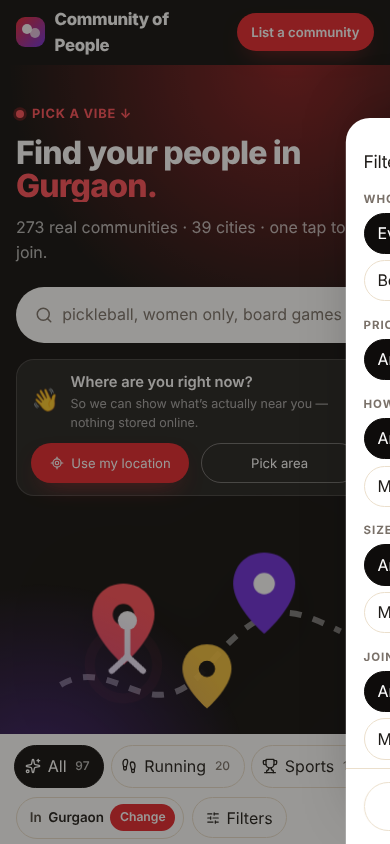 Community of
People
List a community
PICK A VIBE ↓
Find your people in
Gurgaon.
273 real communities · 39 cities · one tap to
join.
pickleball, women only, board games
👋 Where are you right now?
So we can show what's actually near you —
nothing stored online.
Use my location
Pick area
All 97
Running 20
Sports
In Gurgaon Change
Filters